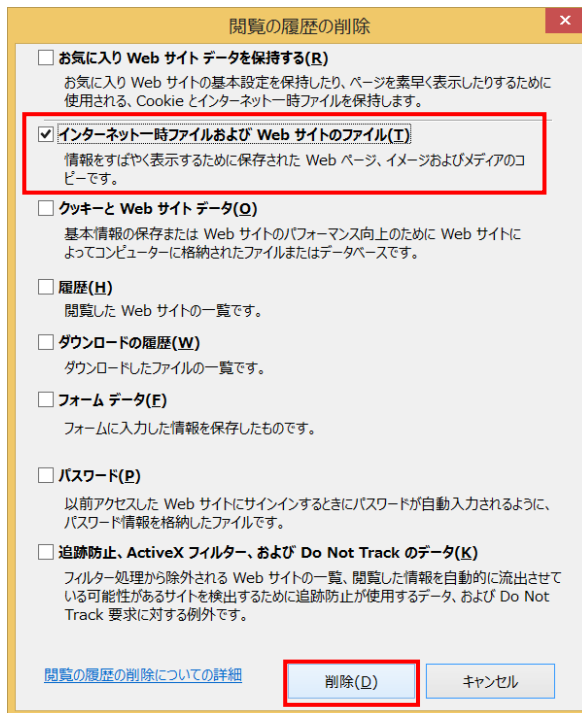 閲覧の履歴の削除
×
お気に入り Web サイト データを保持する(R)
お気に入り Web サイトの基本設定を保持したり、ページを素早く表示したりするために
使用される、Cookie とインターネット一時ファイルを保持します。
インターネット一時ファイルおよび Web サイトのファイル(T)
情報をすばやく表示するために保存された Web ページ、イメージおよびメディアのコ
ピーです。
クッキーと Web サイト データ(O)
基本情報の保存または Web サイトのパフォーマンス向上のために Web サイトに
よってコンピューターに格納されたファイルまたはデータベースです。
履歴(H)
閲覧した Web サイトの一覧です。
ダウンロードの履歴(W)
ダウンロードしたファイルの一覧です。
フォーム データ(F)
フォームに入力した情報を保存したものです。
パスワード(P)
以前アクセスした Web サイトにサインインするときにパスワードが自動入力されるように、
パスワード情報を格納したファイルです。
追跡防止、ActiveX フィルター、および Do Not Track のデータ(K)
フィルター処理から除外される Web サイトの一覧、閲覧した情報を自動的に流出させて
いる可能性があるサイトを検出するために追跡防止が使用するデータ、および Do Not
Track 要求に対する例外です。
閲覧の履歴の削除についての詳細
削除(D)
キャンセル